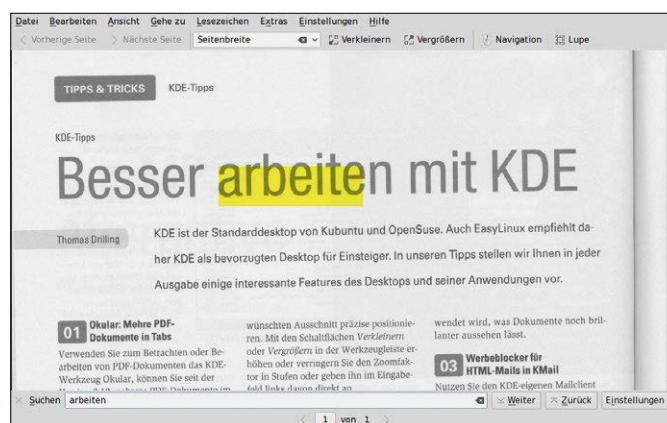 Datei Bearbeiten Ansicht Gehe zu Lesezeichen Extras Einstellungen Hilfe
Vorherige Seite Nächste Seite Seitenbreite Verkleinern Vergrößern Navigation Lupe
TIPPS & TRICKS KDE-Tipps
KDE-Tipps
Besser arbeiten mit KDE
Thomas Drilling
KDE ist der Standarddesktop von Kubuntu und OpenSuse. Auch EasyLinux empfiehlt da-
her KDE als bevorzugten Desktop für Einsteiger. In unseren Tipps stellen wir Ihnen in jeder
Ausgabe einige interessante Features des Desktops und seiner Anwendungen vor.
01 Okular: Mehre PDF-
Dokumente in Tabs
Verwenden Sie zum Betrachten oder Be-
arbeiten von PDF-Dokumenten das KDE-
Werkzeug Okular, können Sie seit der
wünschten Ausschnitt präzise positionie-
ren. Mit den Schaltflächen Verkleinern
oder Vergrößern in der Werkzeugleiste er-
höhen oder verringern Sie den Zoomfak-
tor in Stufen oder geben ihn im Eingabe-
feld links davon direkt an
wendet wird, was Dokumente noch bril-
lanter aussehen lässt.
03 Werbeblocker für
HTML-Mails in KMail
Nutzen Sie den KDE-eigenen Mailclient
Suchen arbeiten Weiter Zurück Einstellungen
1 von 1